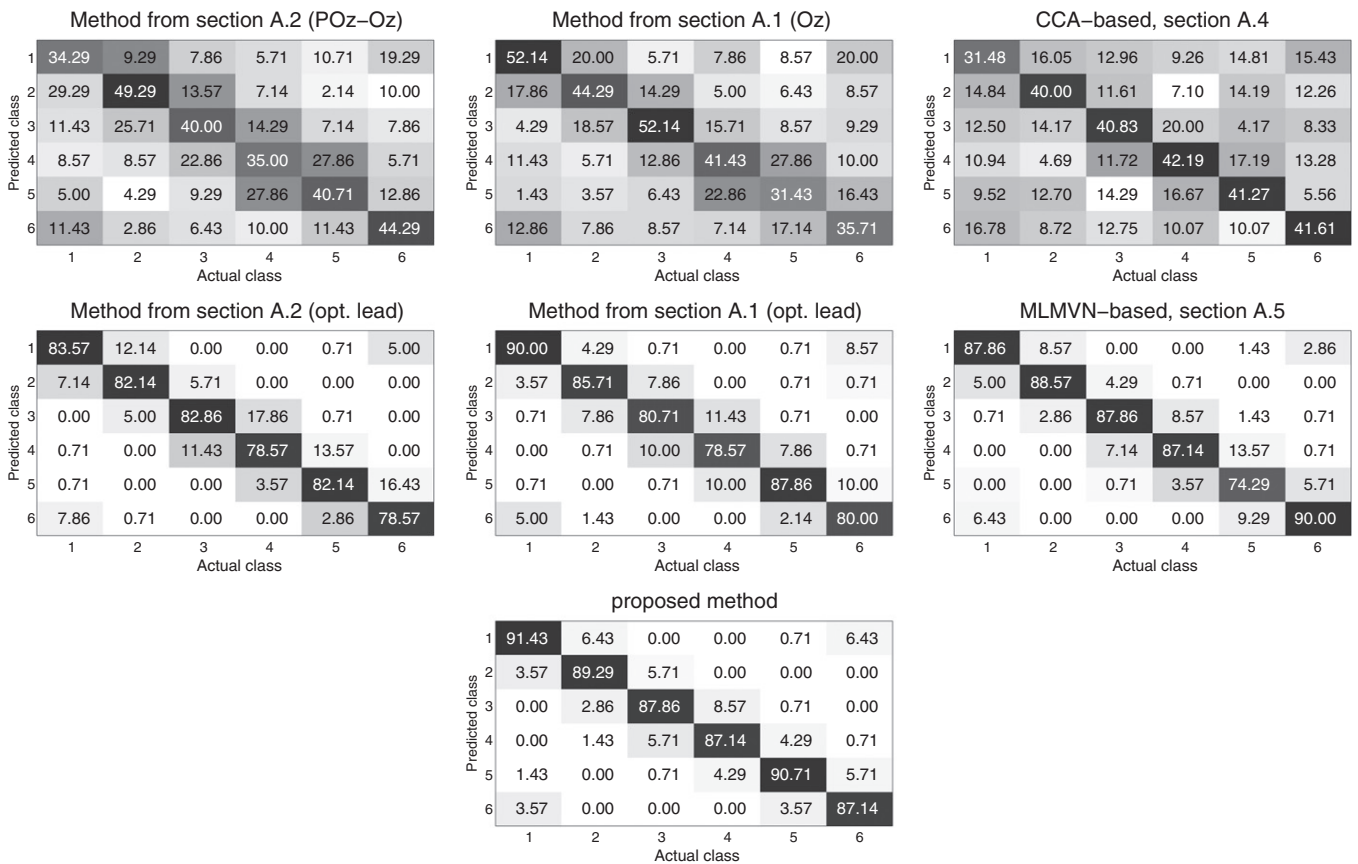 Method from section A.2 (POz−Oz)
Predicted class
1 34.29 9.29 7.86 5.71 10.71 19.29
2 29.29 49.29 13.57 7.14 2.14 10.00
3 11.43 25.71 40.00 14.29 7.14 7.86
4 8.57 8.57 22.86 35.00 27.86 5.71
5 5.00 4.29 9.29 27.86 40.71 12.86
6 11.43 2.86 6.43 10.00 11.43 44.29
1 2 3 4 5 6
Actual class
Method from section A.1 (Oz)
Predicted class
1 52.14 20.00 5.71 7.86 8.57 20.00
2 17.86 44.29 14.29 5.00 6.43 8.57
3 4.29 18.57 52.14 15.71 8.57 9.29
4 11.43 5.71 12.86 41.43 27.86 10.00
5 1.43 3.57 6.43 22.86 31.43 16.43
6 12.86 7.86 8.57 7.14 17.14 35.71
1 2 3 4 5 6
Actual class
CCA−based, section A.4
Predicted class
1 31.48 16.05 12.96 9.26 14.81 15.43
2 14.84 40.00 11.61 7.10 14.19 12.26
3 12.50 14.17 40.83 20.00 4.17 8.33
4 10.94 4.69 11.72 42.19 17.19 13.28
5 9.52 12.70 14.29 16.67 41.27 5.56
6 16.78 8.72 12.75 10.07 10.07 41.61
1 2 3 4 5 6
Actual class
Method from section A.2 (opt. lead)
Predicted class
1 83.57 12.14 0.00 0.00 0.71 5.00
2 7.14 82.14 5.71 0.00 0.00 0.00
3 0.00 5.00 82.86 17.86 0.71 0.00
4 0.71 0.00 11.43 78.57 13.57 0.00
5 0.71 0.00 0.00 3.57 82.14 16.43
6 7.86 0.71 0.00 0.00 2.86 78.57
1 2 3 4 5 6
Actual class
Method from section A.1 (opt. lead)
Predicted class
1 90.00 4.29 0.71 0.00 0.71 8.57
2 3.57 85.71 7.86 0.00 0.71 0.71
3 0.71 7.86 80.71 11.43 0.71 0.00
4 0.00 0.71 10.00 78.57 7.86 0.71
5 0.71 0.00 0.71 10.00 87.86 10.00
6 5.00 1.43 0.00 0.00 2.14 80.00
1 2 3 4 5 6
Actual class
MLMVN−based, section A.5
Predicted class
1 87.86 8.57 0.00 0.00 1.43 2.86
2 5.00 88.57 4.29 0.71 0.00 0.00
3 0.71 2.86 87.86 8.57 1.43 0.71
4 0.00 0.00 7.14 87.14 13.57 0.71
5 0.00 0.00 0.71 3.57 74.29 5.71
6 6.43 0.00 0.00 0.00 9.29 90.00
1 2 3 4 5 6
Actual class
proposed method
Predicted class
1 91.43 6.43 0.00 0.00 0.71 6.43
2 3.57 89.29 5.71 0.00 0.00 0.00
3 0.00 2.86 87.86 8.57 0.71 0.00
4 0.00 1.43 5.71 87.14 4.29 0.71
5 1.43 0.00 0.71 4.29 90.71 5.71
6 3.57 0.00 0.00 0.00 3.57 87.14
1 2 3 4 5 6
Actual class